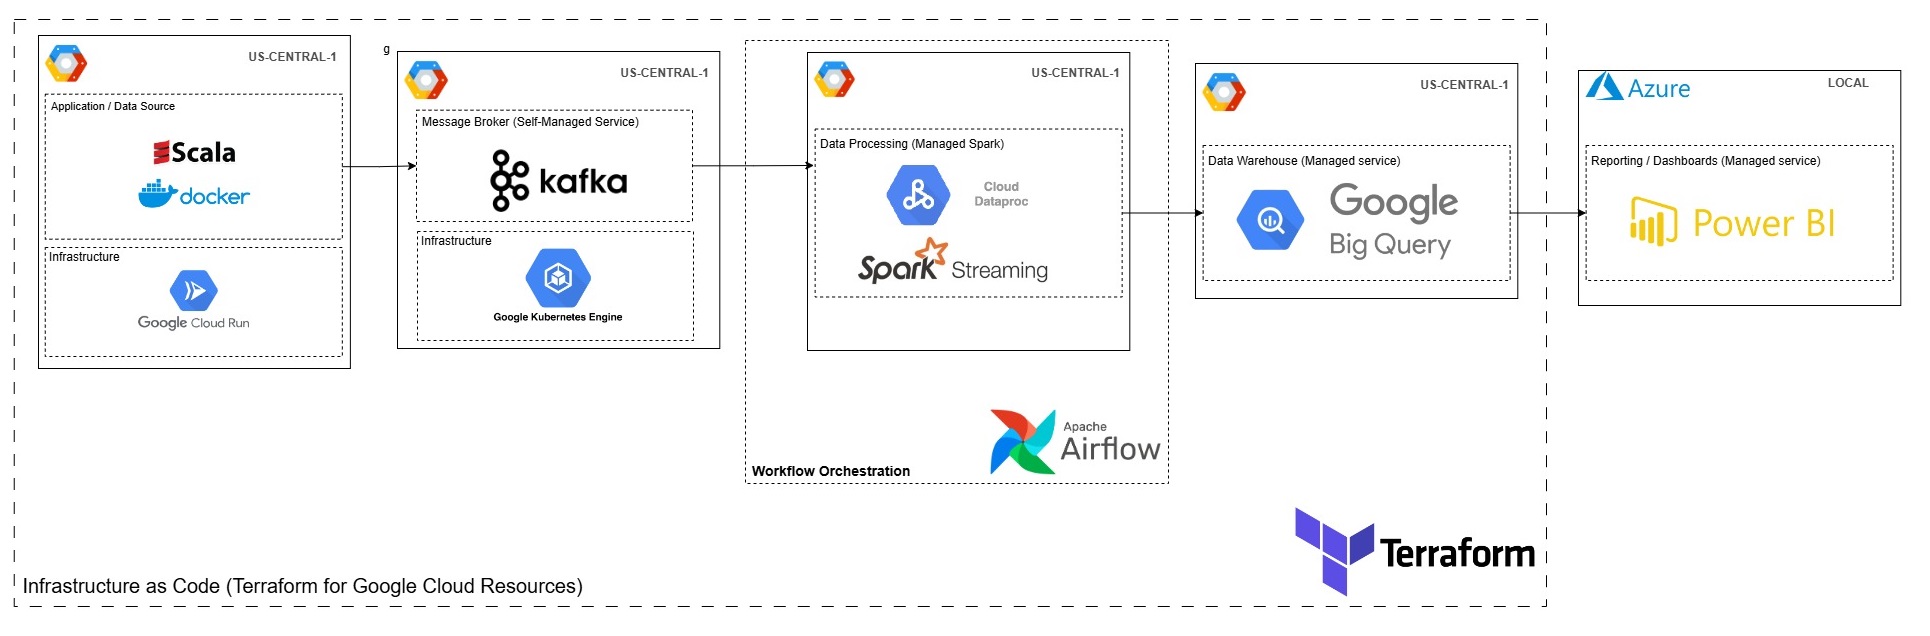 US-CENTRAL-1
Application / Data Source
Scala
docker
Infrastructure
Google Cloud Run
g
US-CENTRAL-1
Message Broker (Self-Managed Service)
kafka
Infrastructure
Google Kubernetes Engine
US-CENTRAL-1
Data Processing (Managed Spark)
Cloud
Dataproc
Spark Streaming
Apache
Airflow
Workflow Orchestration
US-CENTRAL-1
Data Warehouse (Managed service)
Google
Big Query
Azure
LOCAL
Reporting / Dashboards (Managed service)
Power BI
Terraform
Infrastructure as Code (Terraform for Google Cloud Resources)